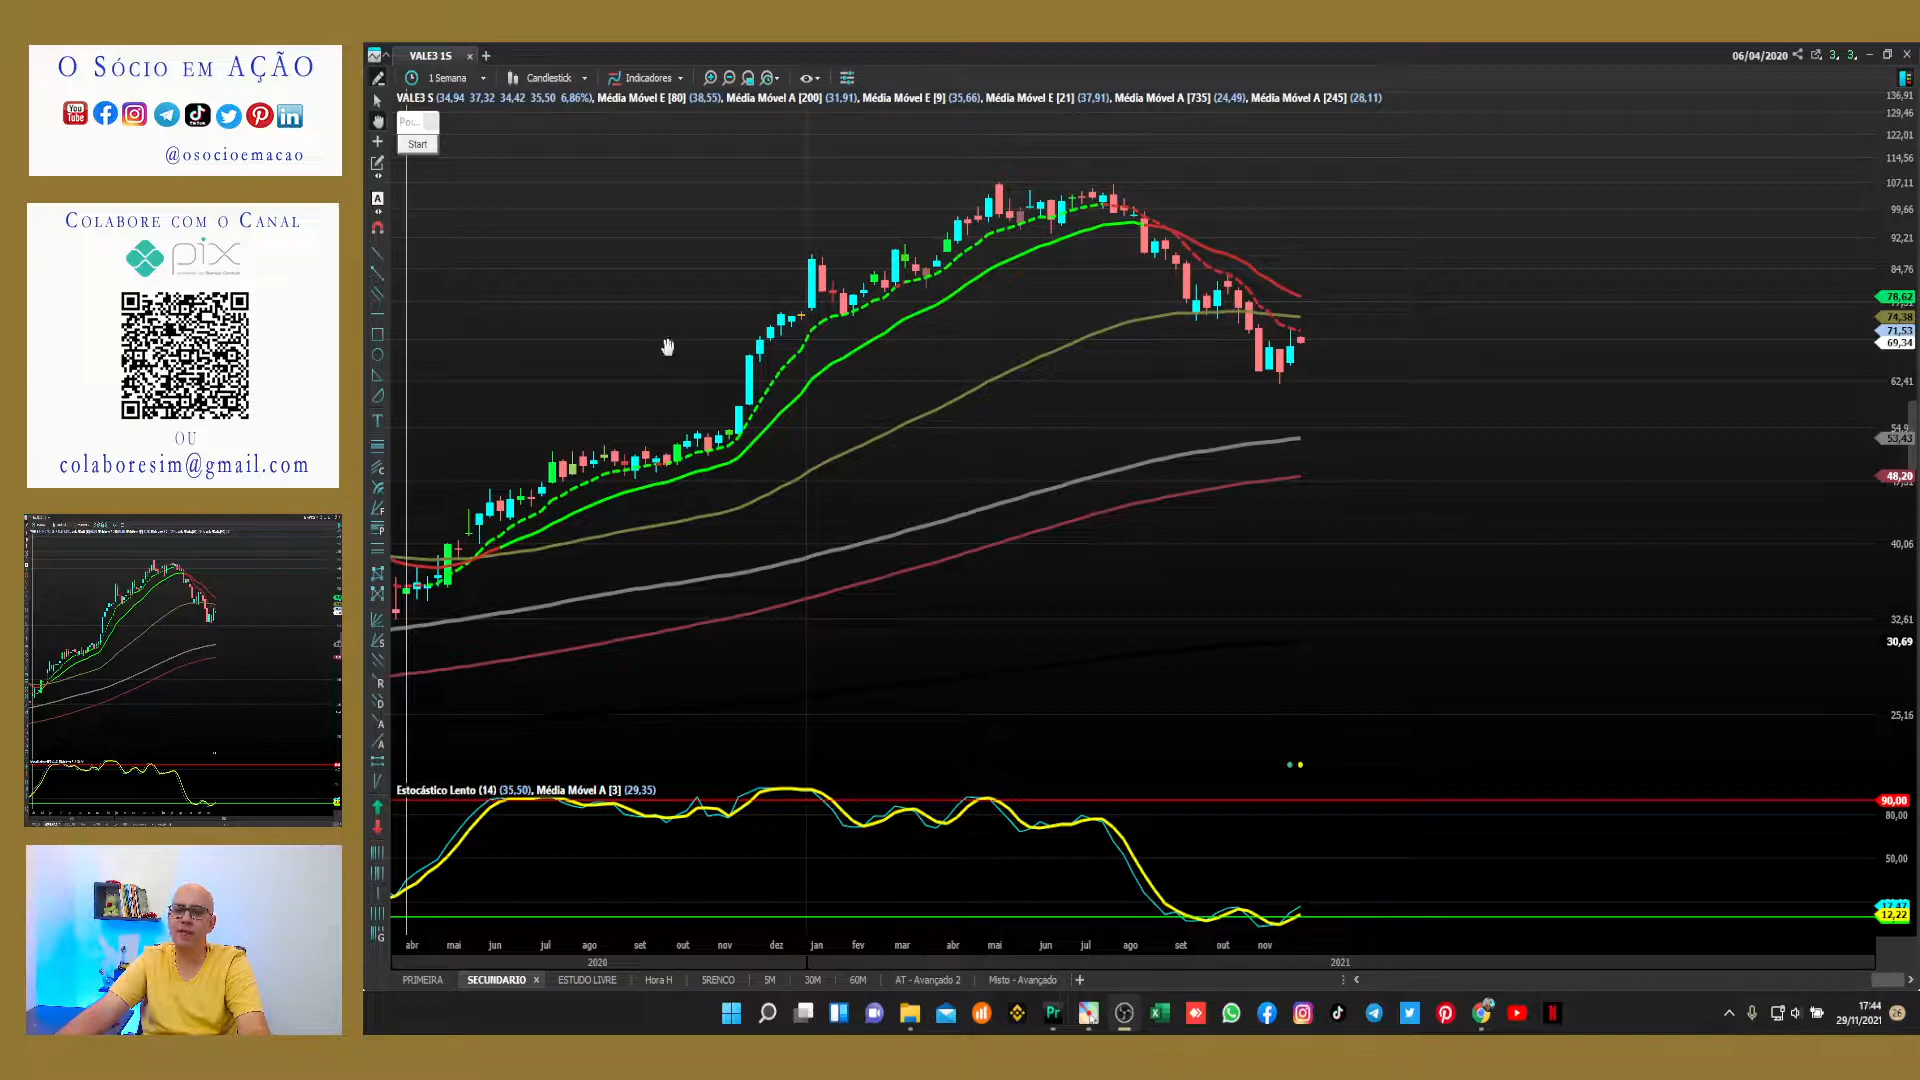 O Sócio em AÇÃO
You Tube
@osocioemacao
Colabore com o Canal
pix
OU
colaboresim@gmail.com
VALE3 1S
06/04/2020
1 Semana
Candlestick
Indicadores
VALE3 S (34,94 37,32 34,42 35,50 6,86%), Média Móvel E [80] (38,55), Média Móvel A [200] (31,91), Média Móvel E [9] (35,66), Média Móvel E [21] (37,91), Média Móvel A [735] (24,49), Média Móvel A [245] (28,11)
Start
136,91
129,46
122,01
114,56
107,11
99,66
92,21
84,76
78,62
74,38
71,53
69,34
62,41
53,43
48,20
40,06
32,61
30,69
25,16
Estocástico Lento (14) (35,50), Média Móvel A [3] (29,35)
90,00
80,00
50,00
12,22
abr mai jun jul ago set out nov dez jan fev mar abr mai jun jul ago set out nov
2020 2021
PRIMEIRA SECUNDARIO ESTUDO LIVRE Hora H 5RENCO 5M 30M 60M AT - Avançado 2 Misto - Avançado
Pr
17:44
29/11/2021
26